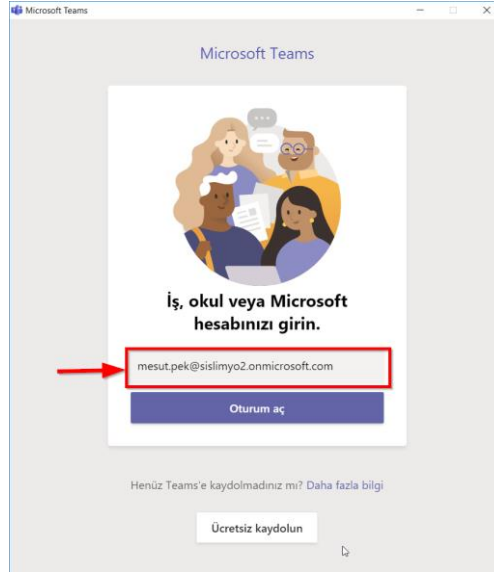 Microsoft Teams
Microsoft Teams
İş, okul veya Microsoft
hesabınızı girin.
mesut.pek@sislimyo2.onmicrosoft.com
Oturum aç
Henüz Teams'e kaydolmadınız mı? Daha fazla bilgi
Ücretsiz kaydolun